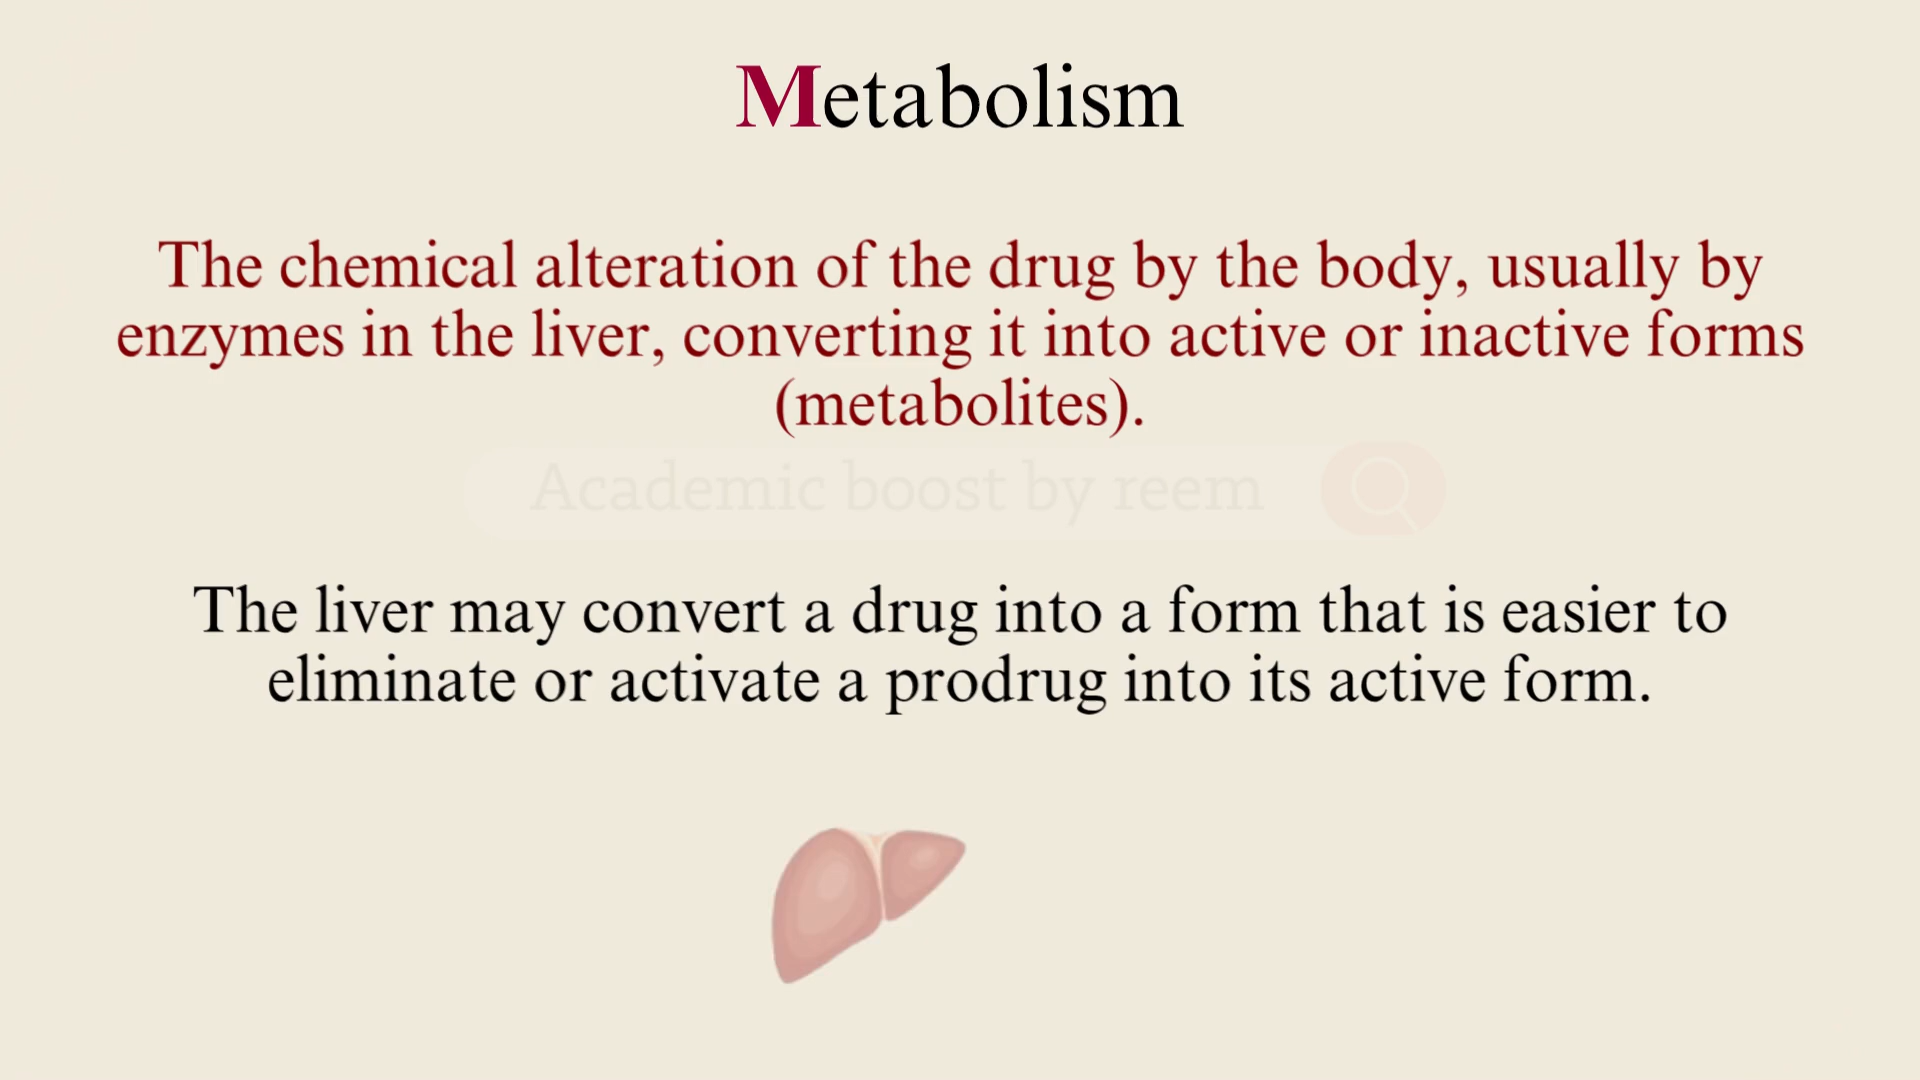 Metabolism
The chemical alteration of the drug by the body, usually by
enzymes in the liver, converting it into active or inactive forms
(metabolites).
Academic boost by reem
The liver may convert a drug into a form that is easier to
eliminate or activate a prodrug into its active form.